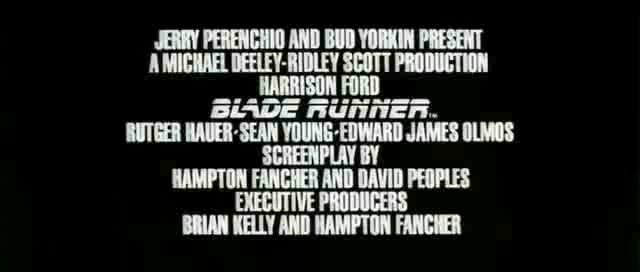 JERRY PERENCHIO AND BUD YORKIN PRESENT
A MICHAEL DEELEY-RIDLEY SCOTT PRODUCTION
HARRISON FORD
BLADE RUNNER™
RUTGER HAUER·SEAN YOUNG·EDWARD JAMES OLMOS
SCREENPLAY BY
HAMPTON FANCHER AND DAVID PEOPLES
EXECUTIVE PRODUCERS
BRIAN KELLY AND HAMPTON FANCHER